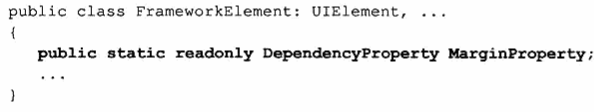 public class FrameworkElement: UIElement, ...
{
public static readonly DependencyProperty MarginProperty;
...
}